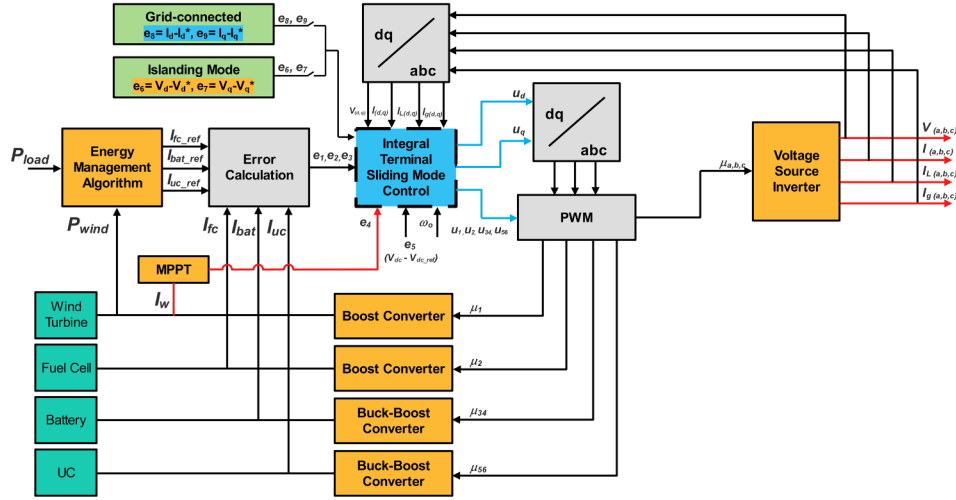 Grid-connected
e8= Id-Id*, e9= Iq-Iq*
e8, e9
Islanding Mode
e6= Vd-Vd*, e7= Vq-Vq*
e6, e7
dq
abc
V(d,q)
I(d,q)
IL(d,q)
Ig(d,q)
Pload
Energy
Management
Algorithm
Ifc_ref
Ibat_ref
Iuc_ref
Error
Calculation
e1,e2,e3
Integral
Terminal
Sliding Mode
Control
ud
uq
dq
abc
V (a,b,c)
I (a,b,c)
IL (a,b,c)
Ig (a,b,c)
Voltage
Source
Inverter
μa,b,c
PWM
u1,u2,u34,u56
Pwind
Ifc
Ibat
Iuc
e4
ωo
e5
(Vdc - Vdc_ref)
MPPT
Iw
Wind
Turbine
Boost Converter
μ1
Fuel Cell
Boost Converter
μ2
Battery
Buck-Boost
Converter
μ34
UC
Buck-Boost
Converter
μ56